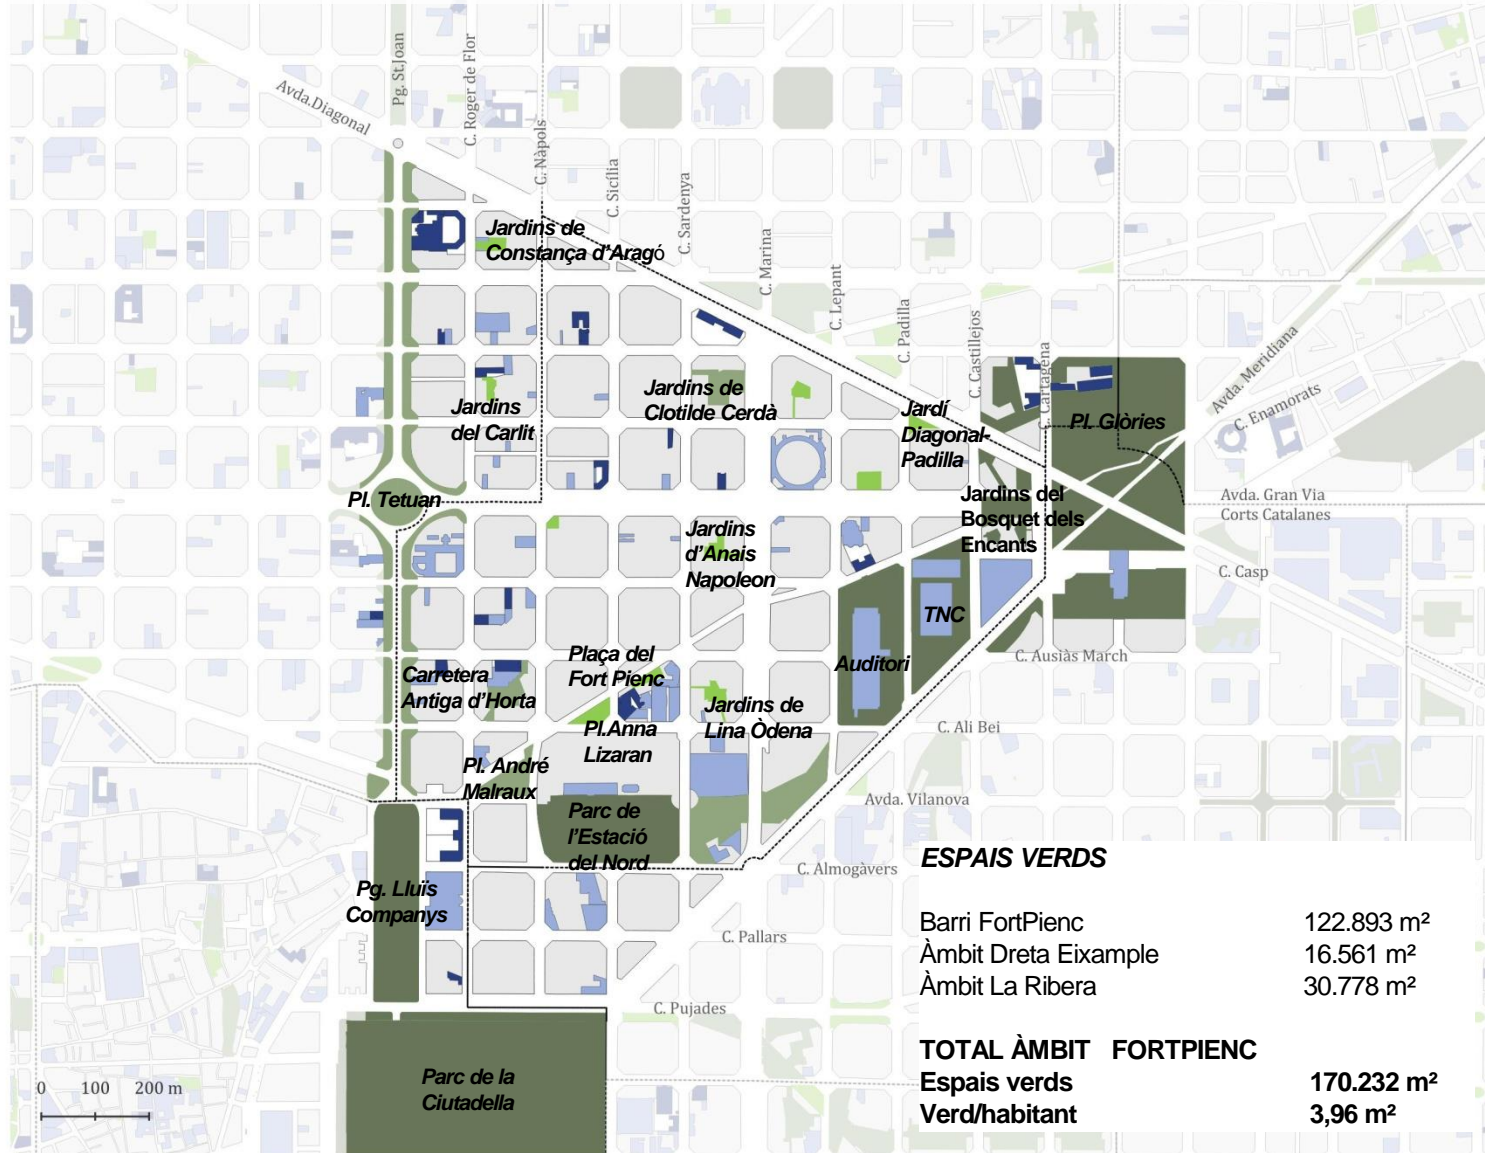 Pg. St.Joan
C. Roger de Flor
Avda.Diagonal
C. Nàpols
C. Sicília
C. Sardenya
C. Marina
C. Lepant
C. Padilla
C. Castillejos
C. Cartagena
Avda. Meridiana
C. Enamorats
Jardins de
Constança d'Aragó
Jardins
del Carlit
Jardins de
Clotilde Cerdà
Jardí
Diagonal-
Padilla
Pl. Glòries
Pl. Tetuan
Jardins del
Bosquet dels
Encants
Avda. Gran Via
Corts Catalanes
Jardins
d'Anais
Napoleon
C. Casp
TNC
Auditori
C. Ausiàs March
Plaça del
Fort Pienc
Carretera
Antiga d'Horta
Jardins de
Lina Òdena
Pl.Anna
Lizaran
C. Ali Bei
Pl. André
Malraux
Avda. Vilanova
Parc de
l'Estació
del Nord
C. Almogàvers
Pg. Lluïs
Companys
C. Pallars
C. Pujades
Parc de la
Ciutadella
0 100 200 m
ESPAIS VERDS
Barri FortPienc 122.893 m²
Àmbit Dreta Eixample 16.561 m²
Àmbit La Ribera 30.778 m²
TOTAL ÀMBIT FORTPIENC
Espais verds 170.232 m²
Verd/habitant 3,96 m²